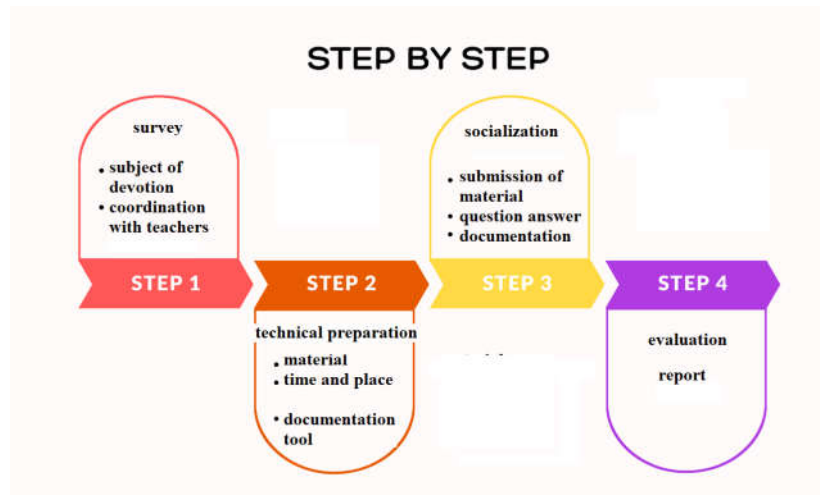 STEP BY STEP
survey
• subject of
devotion
• coordination
with teachers
STEP 1
STEP 2
technical preparation
• material
• time and place
• documentation
tool
socialization
• submission of
material
• question answer
• documentation
STEP 3
STEP 4
evaluation
report